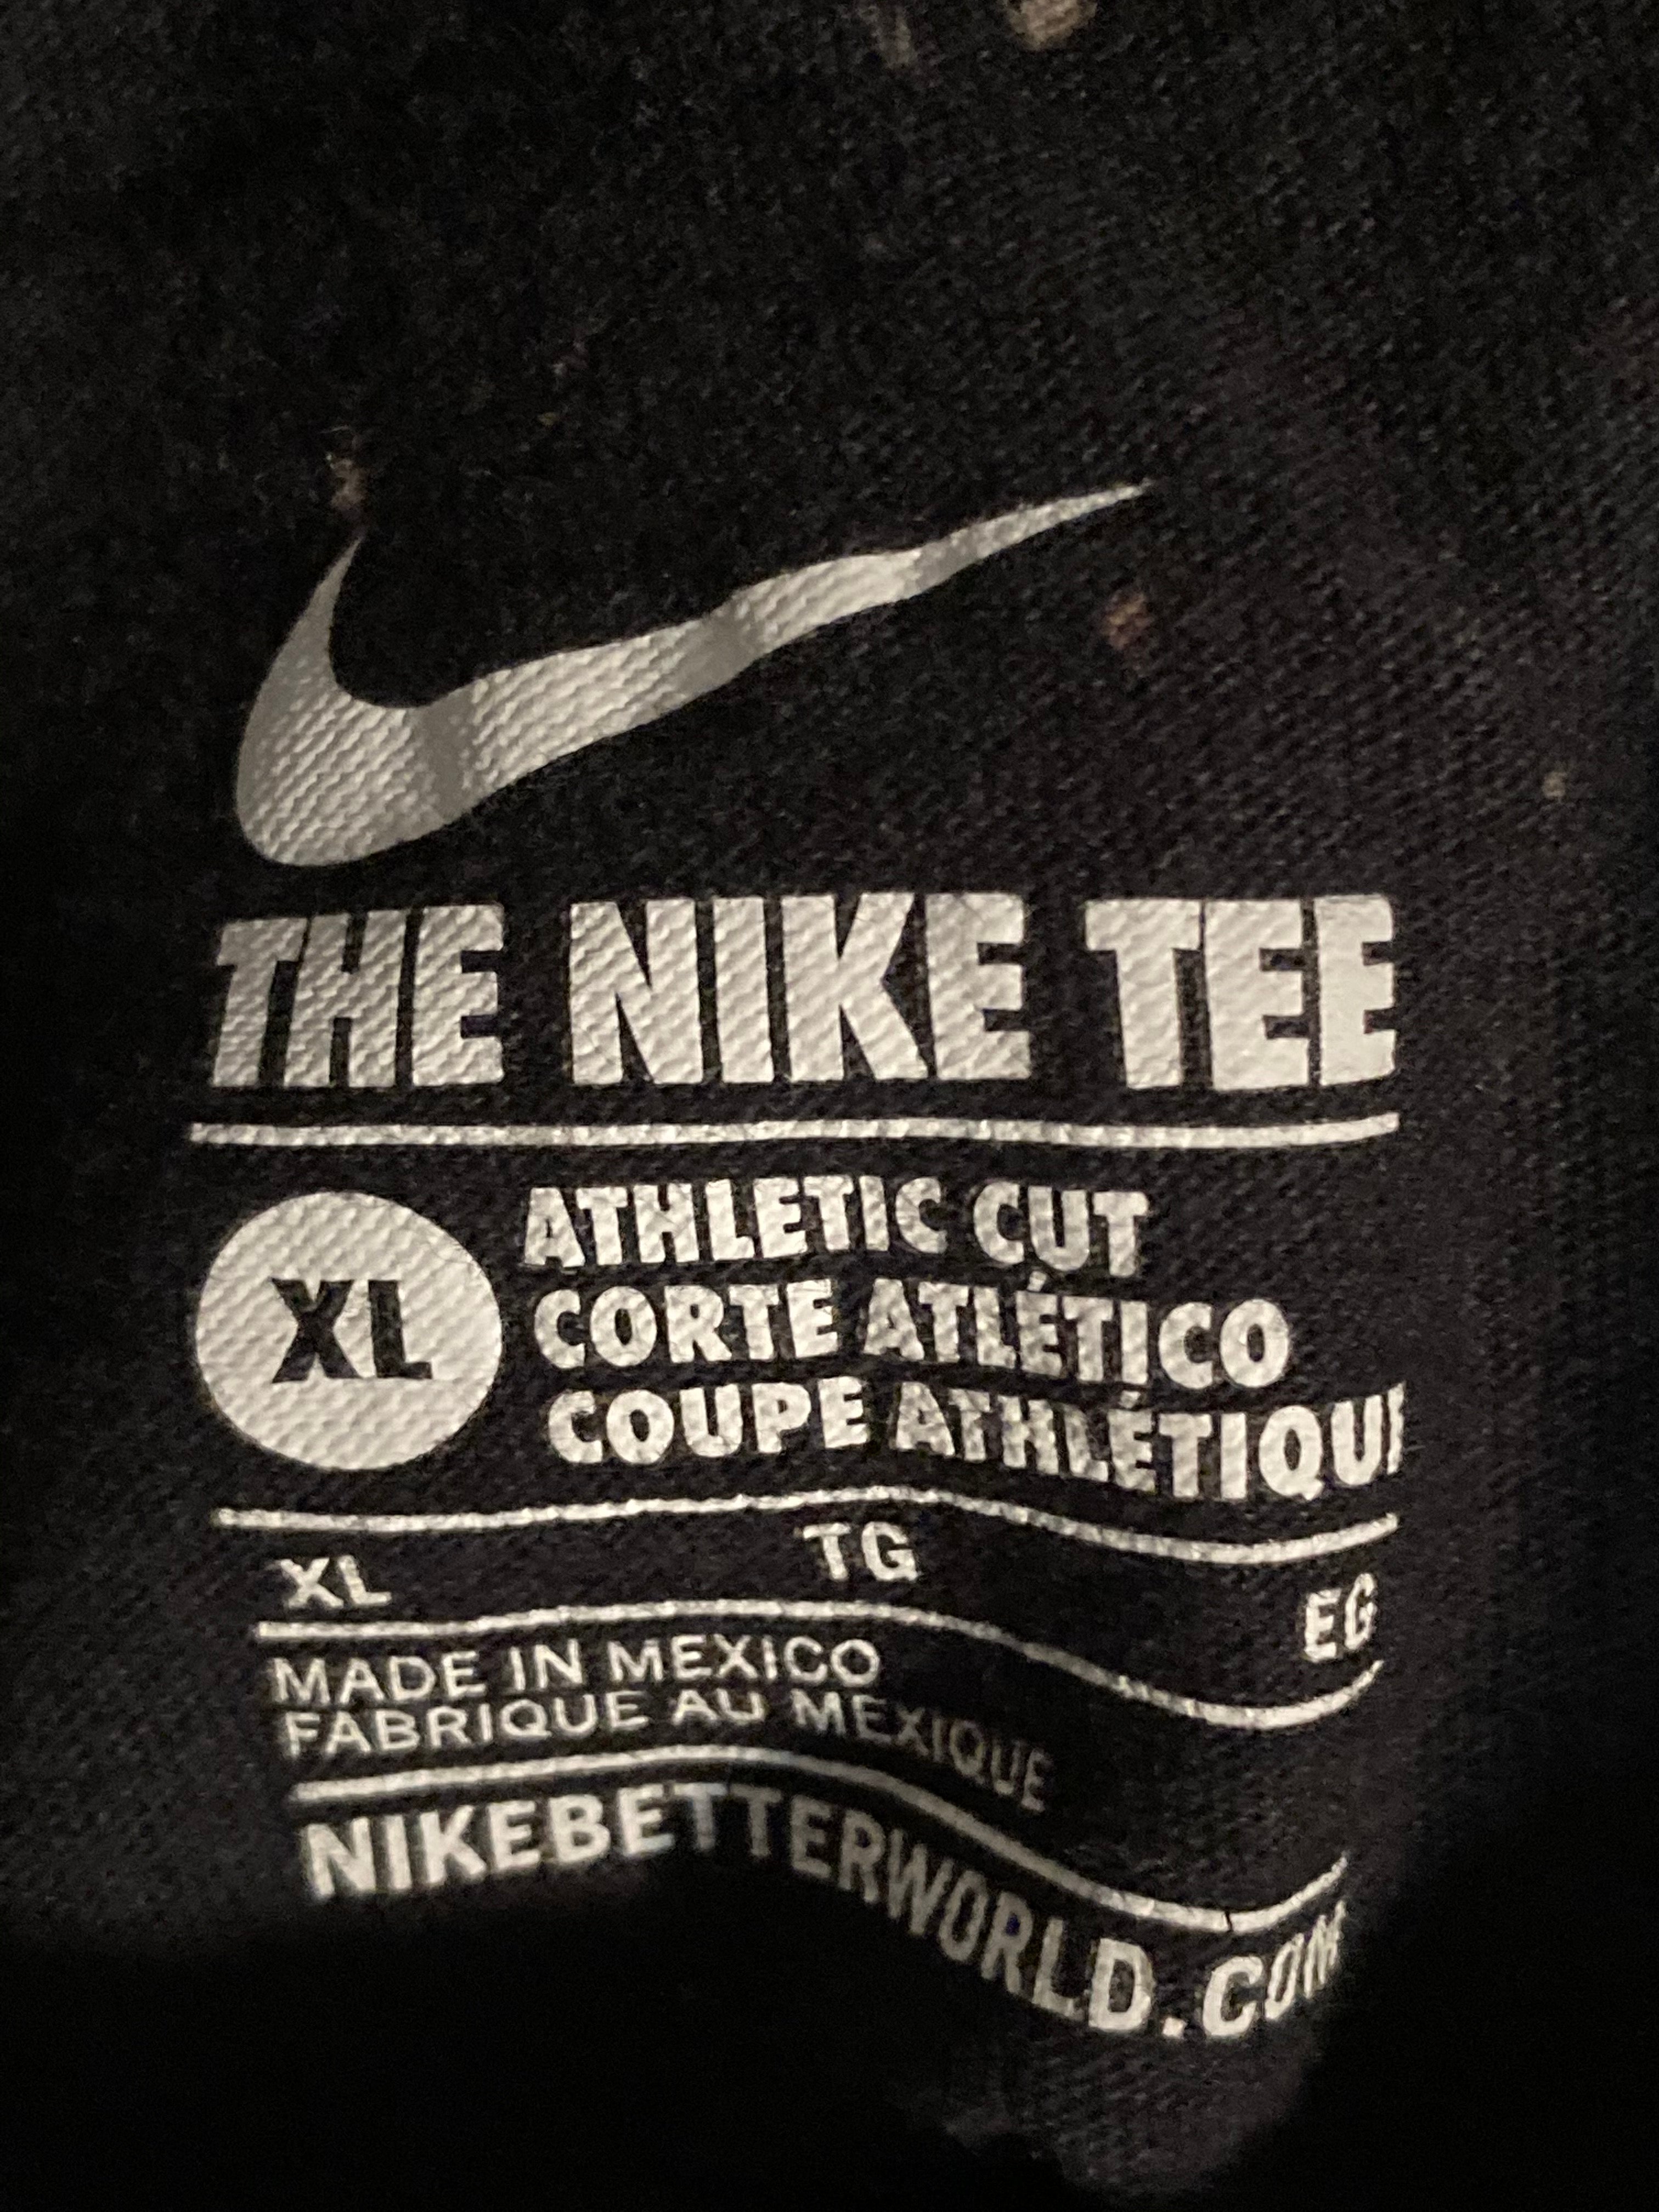 THE NIKE TEE
XL
ATHLETIC CUT
CORTE ATLÉTICO
COUPE ATHLÉTIQUE
XL TG EG
MADE IN MEXICO
FABRIQUE AU MEXIQUE
NIKEBETTERWORLD.COM